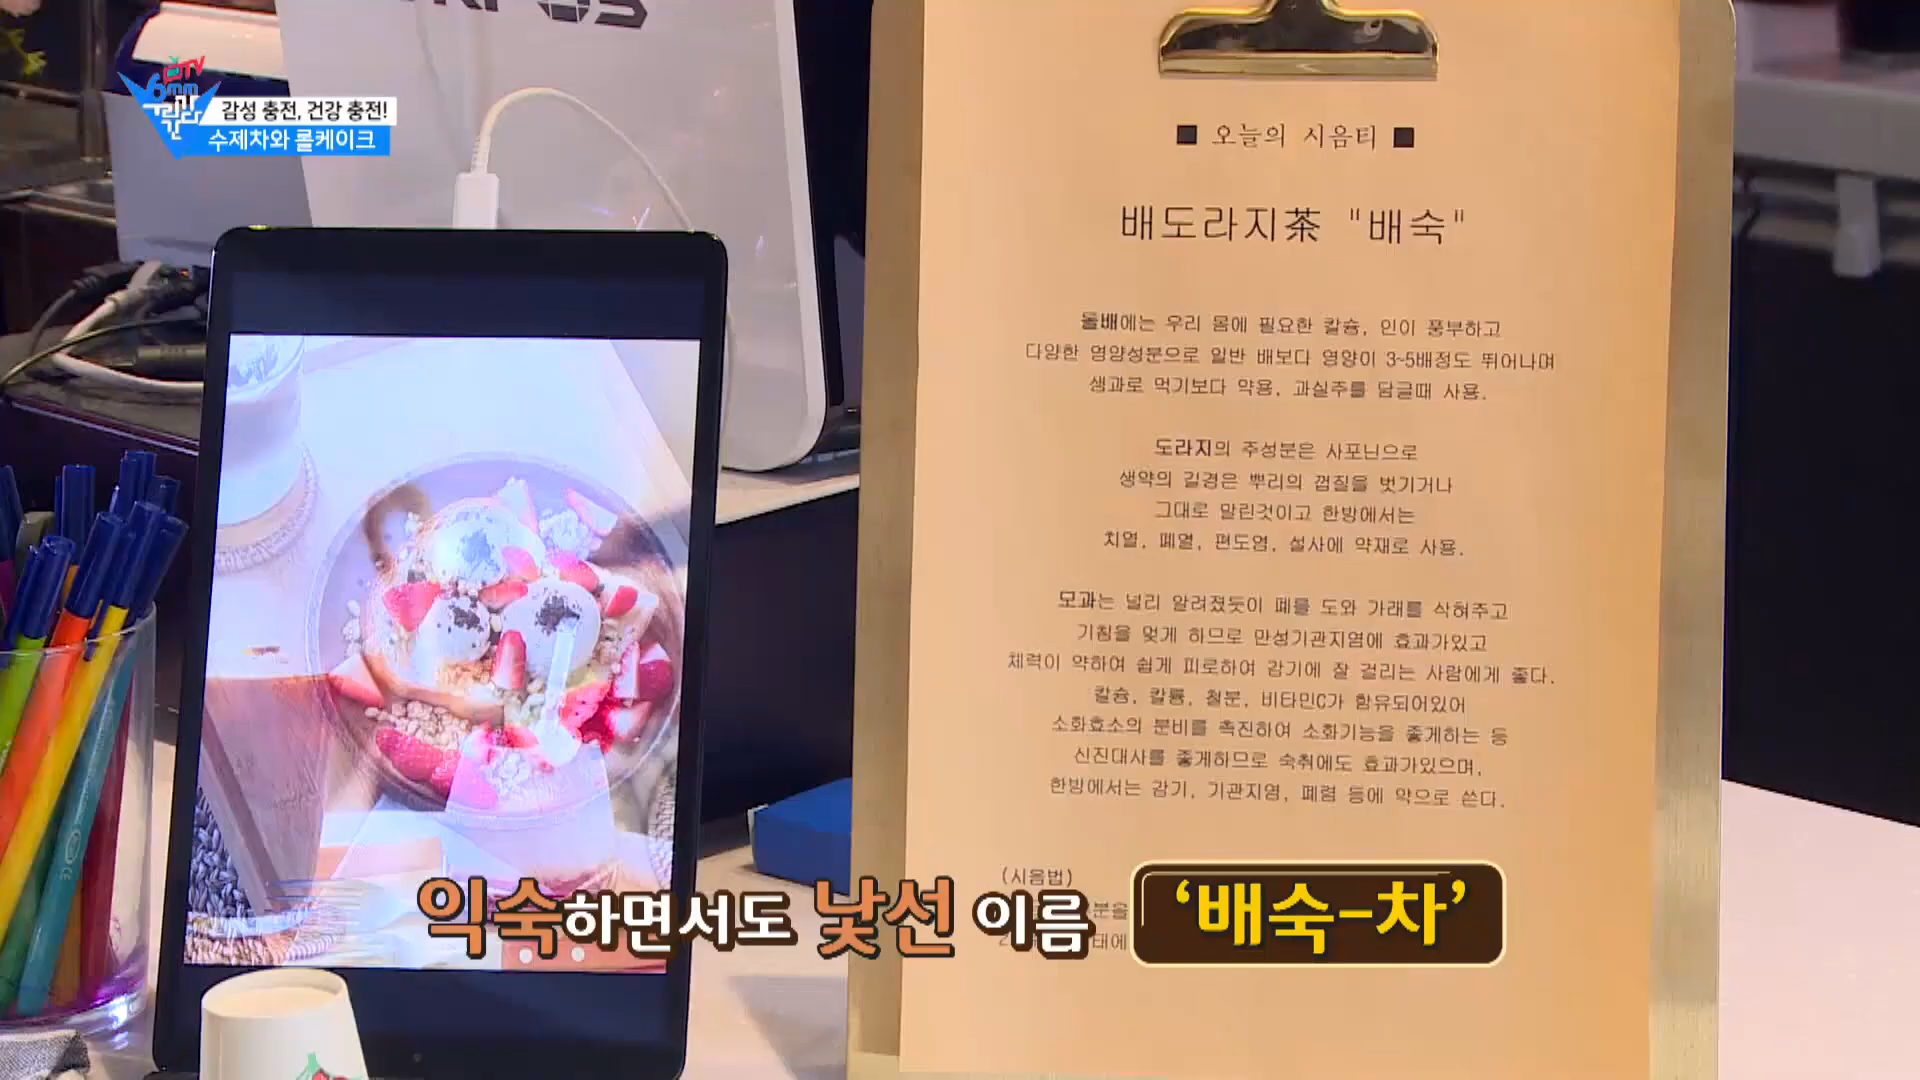 6mm
감성 충전, 건강 충전!
수제차와 콜케이크
■ 오늘의 시음티 ■
배도라지茶 "배숙"
돌배에는 우리 몸에 필요한 칼슘, 인이 풍부하고
다양한 영양성분으로 일반 배보다 영양이 3~5배정도 뛰어나며
생과로 먹기보다 약용, 과실주를 담글때 사용.
도라지의 주성분은 사포닌으로
생약의 길경은 뿌리의 껍질을 벗기거나
그대로 말린것이고 한방에서는
치열, 폐열, 편도염, 설사에 약재로 사용.
모과는 널리 알려졌듯이 폐를 도와 가래를 삭혀주고
기침을 멎게 하므로 만성기관지염에 효과가있고
체력이 약하여 쉽게 피로하여 감기에 잘 걸리는 사람에게 좋다.
칼슘, 칼륨, 철분, 비타민C가 함유되어있어
소화효소의 분비를 촉진하여 소화기능을 좋게하는 등
신진대사를 좋게하므로 숙취에도 효과가있으며,
한방에서는 감기, 기관지염, 폐렴 등에 약으로 쓴다.
(시음법)
익숙하면서도 낯선 이름 ‘배숙-차’